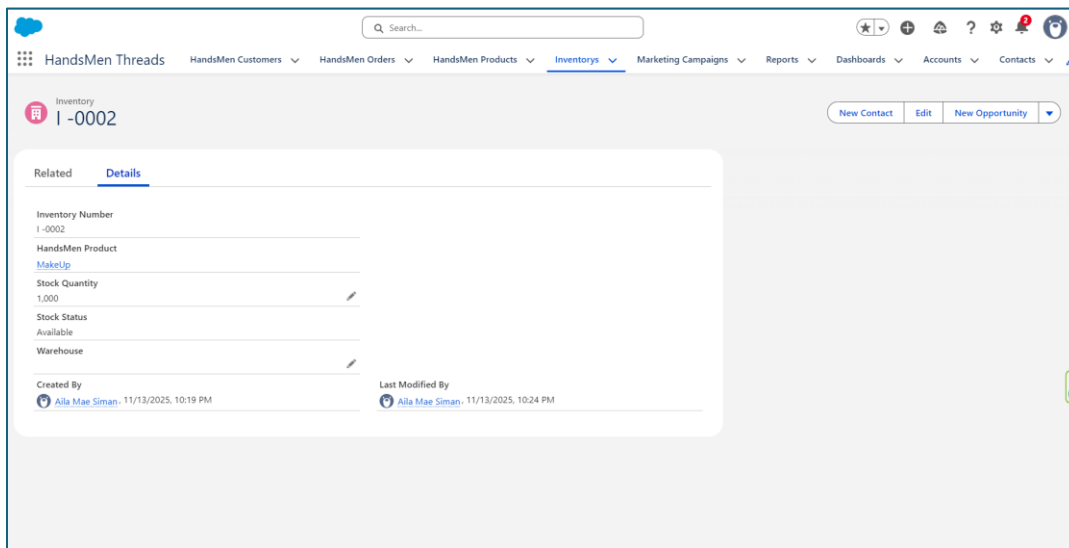 Search...
2
HandsMen Threads HandsMen Customers HandsMen Orders HandsMen Products Inventorys Marketing Campaigns Reports Dashboards Accounts Contacts
Inventory
I -0002
New Contact Edit New Opportunity
Related Details
Inventory Number
I -0002
HandsMen Product
MakeUp
Stock Quantity
1,000
Stock Status
Available
Warehouse
Created By Last Modified By
Aila Mae Siman, 11/13/2025, 10:19 PM Aila Mae Siman, 11/13/2025, 10:24 PM